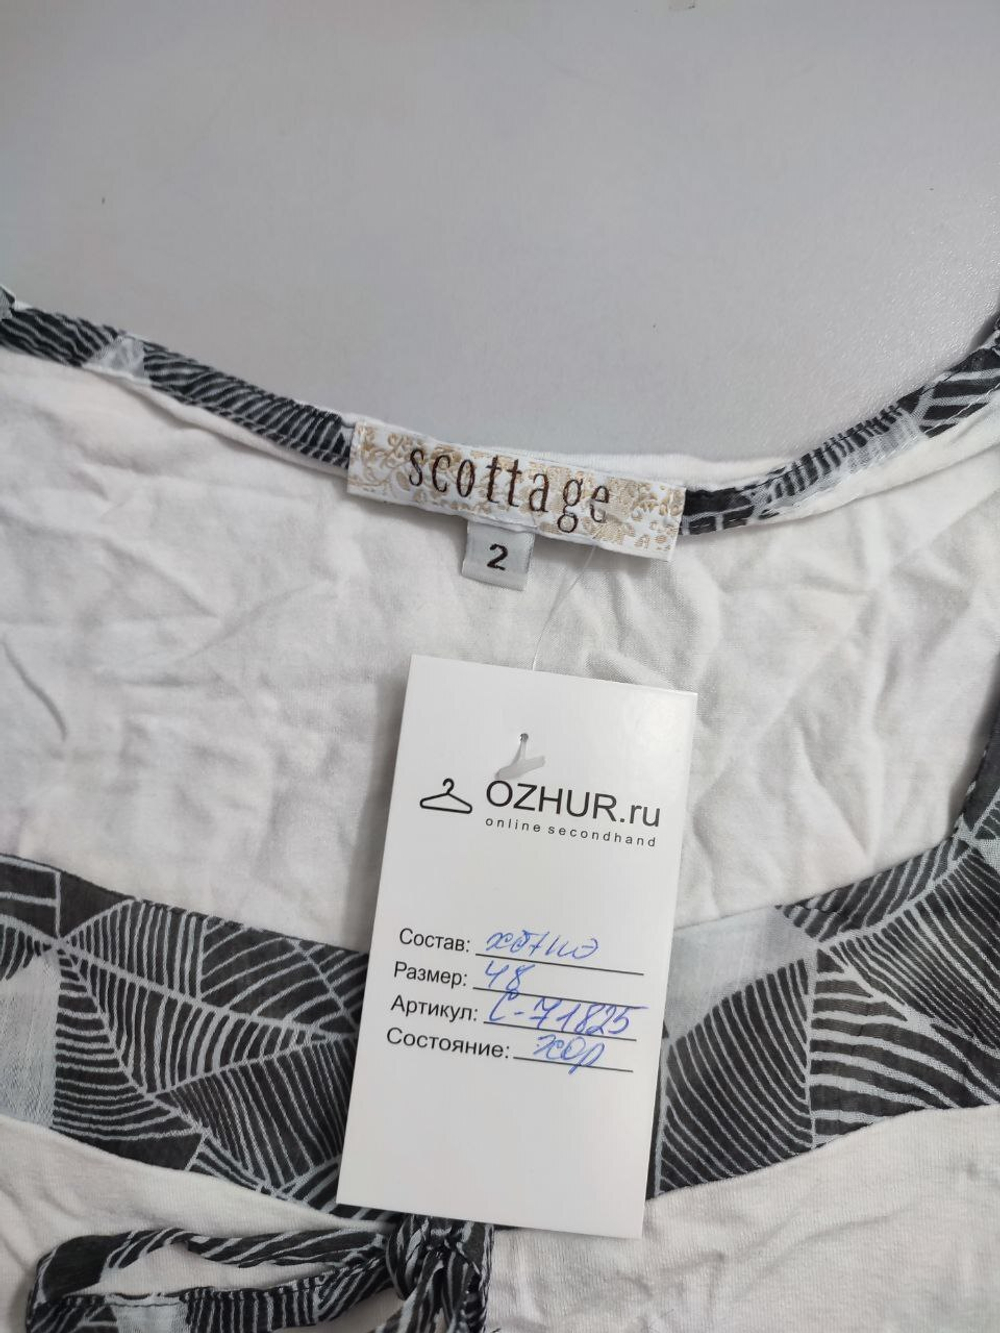 scottage
2
OZHUR.ru
online secondhand
Состав: хб+пэ
Размер: 48
Артикул: С-71825
Состояние: хор